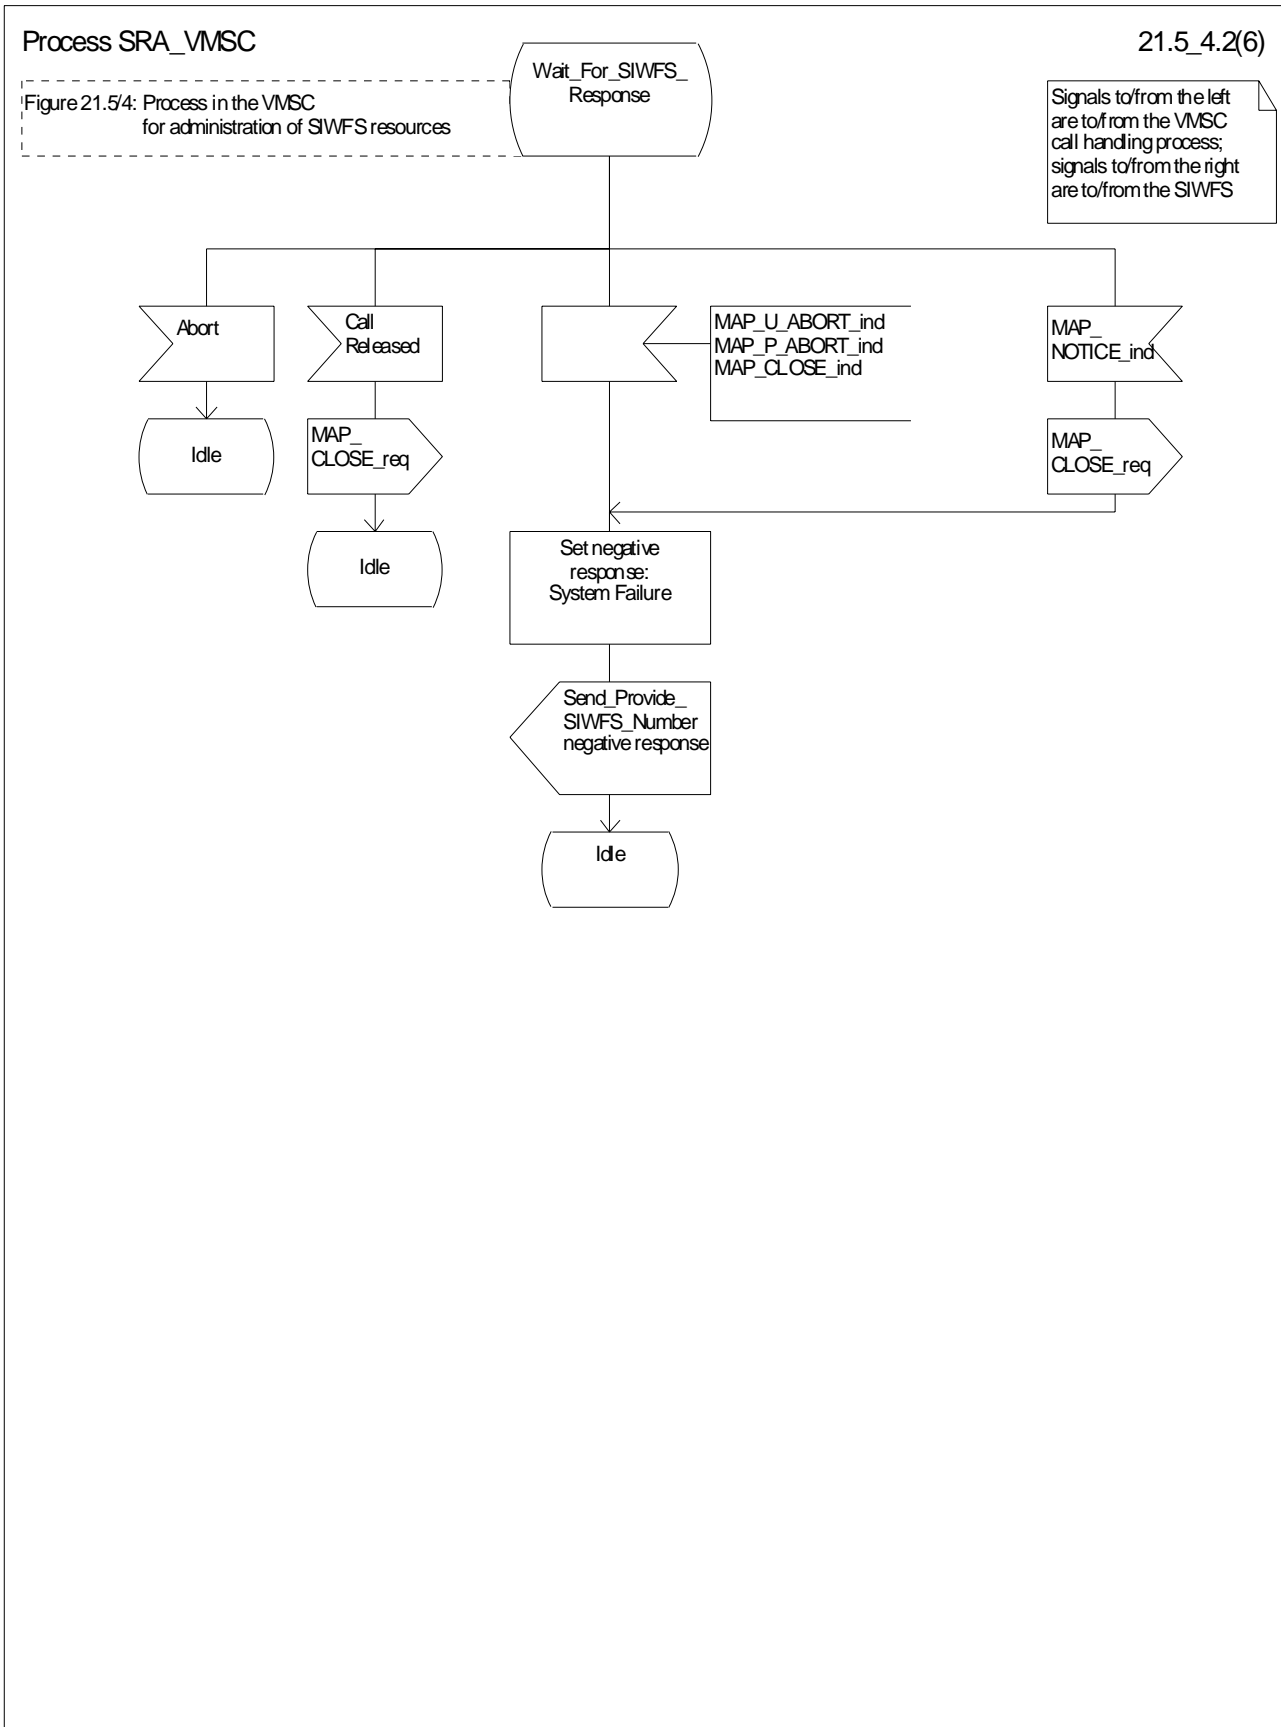 Process SRA_VMSC
21.5_4.2(6)
Figure 21.5/4: Process in the VMSC
for administration of SIWFS resources
Wait_For_SIWFS_
Response
Signals to/from the left
are to/from the VMSC
call handling process;
signals to/from the right
are to/from the SIWFS
Abort
Call
Released
MAP_U_ABORT_ind
MAP_P_ABORT_ind
MAP_CLOSE_ind
MAP_
NOTICE_ind
Idle
MAP_
CLOSE_req
MAP_
CLOSE_req
Idle
Set negative
response:
System Failure
Send_Provide_
SIWFS_Number
negative response
Idle